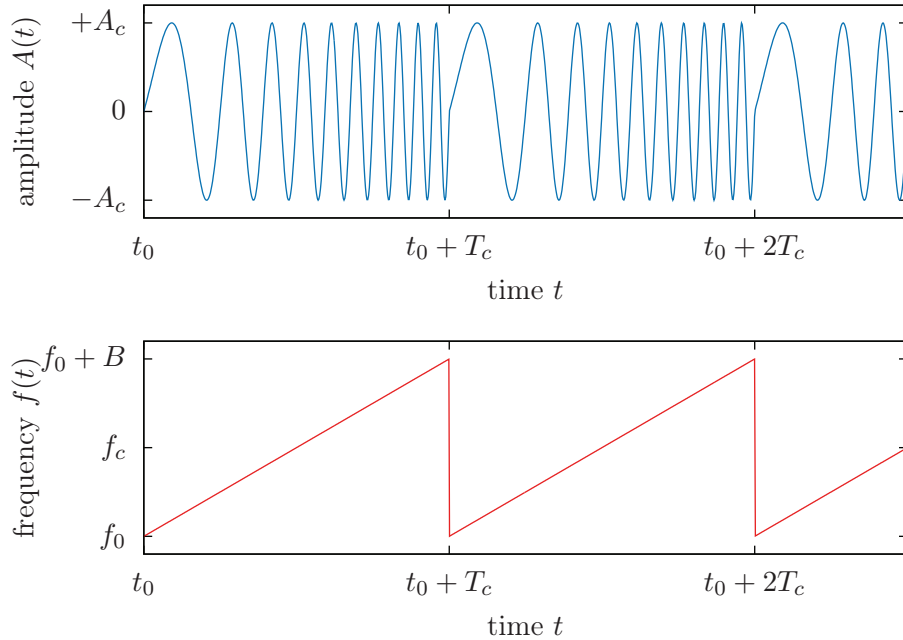 +A_c
0
−A_c
amplitude A(t)
t_0 t_0 + T_c t_0 + 2T_c
time t
f_0 + B
f_c
f_0
frequency f(t)
t_0 t_0 + T_c t_0 + 2T_c
time t